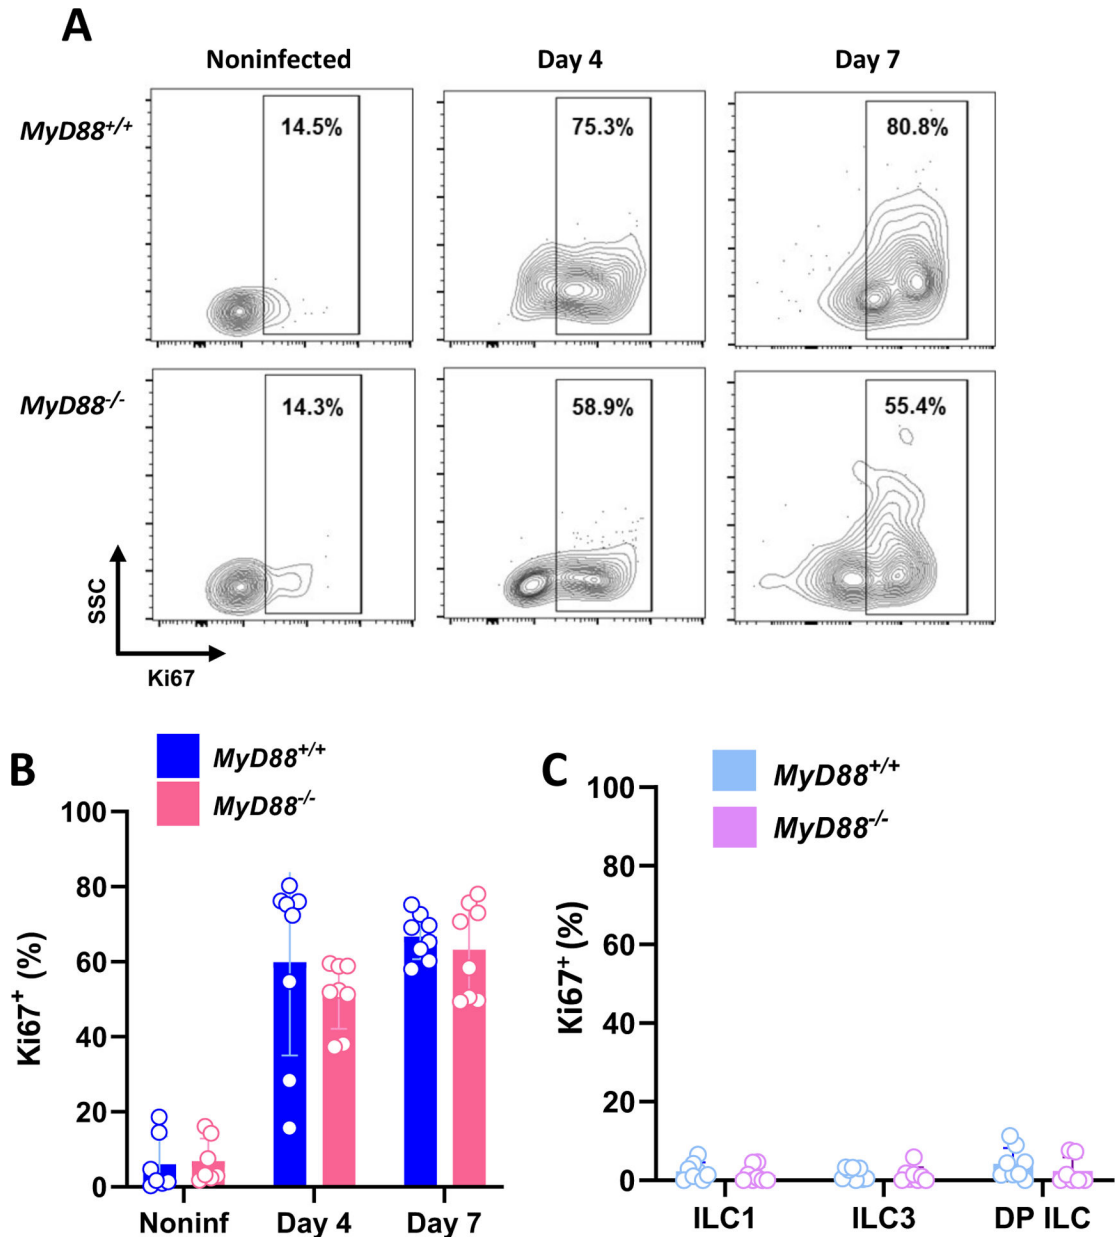 A
Noninfected Day 4 Day 7
MyD88+/+ 14.5% 75.3% 80.8%
MyD88-/- 14.3% 58.9% 55.4%
SSC
Ki67
B
MyD88+/+
MyD88-/-
Ki67+ (%)
100
80
60
40
20
0
Noninf Day 4 Day 7
C
MyD88+/+
MyD88-/-
Ki67+ (%)
100
80
60
40
20
0
ILC1 ILC3 DP ILC